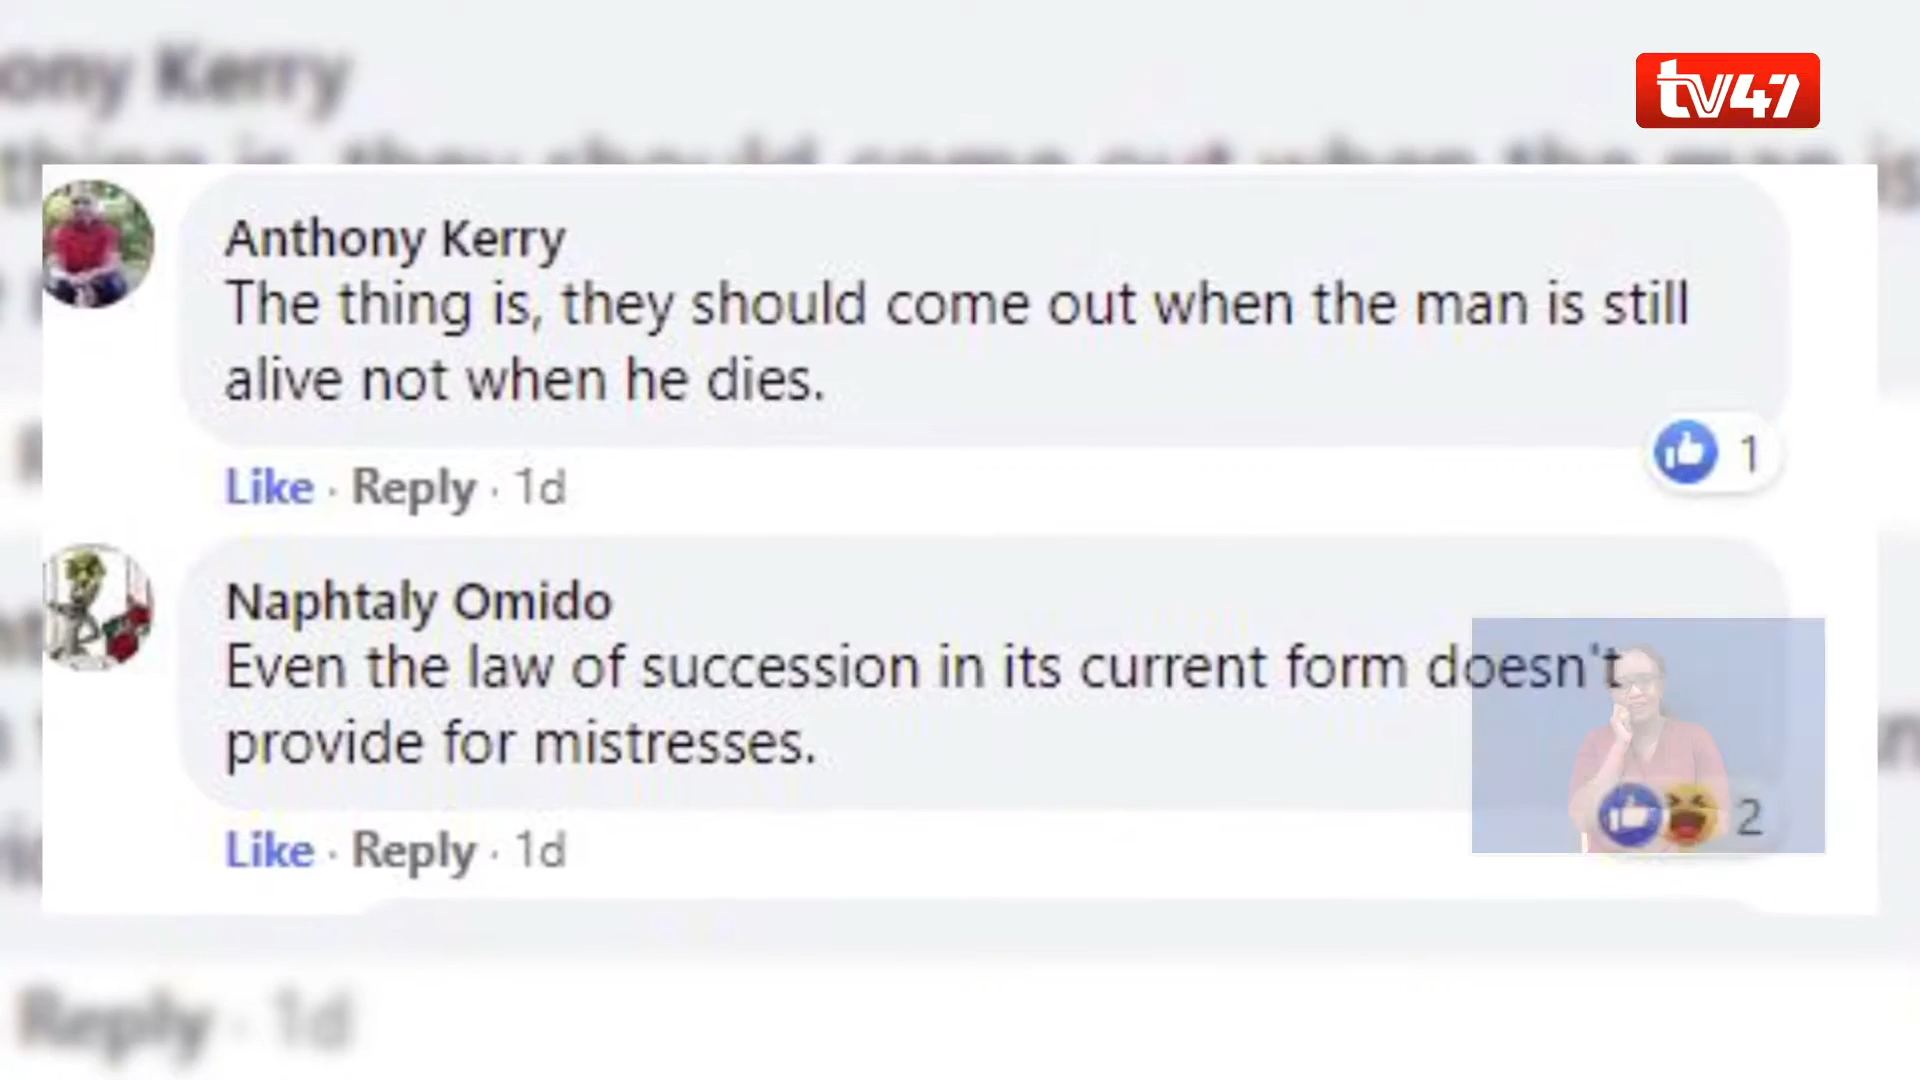 ony Kerry
tv47
Anthony Kerry
The thing is, they should come out when the man is still
alive not when he dies.
1
Like · Reply · 1d
Naphtaly Omido
Even the law of succession in its current form doesn't
provide for mistresses.
2
Like · Reply · 1d
Reply · 1d